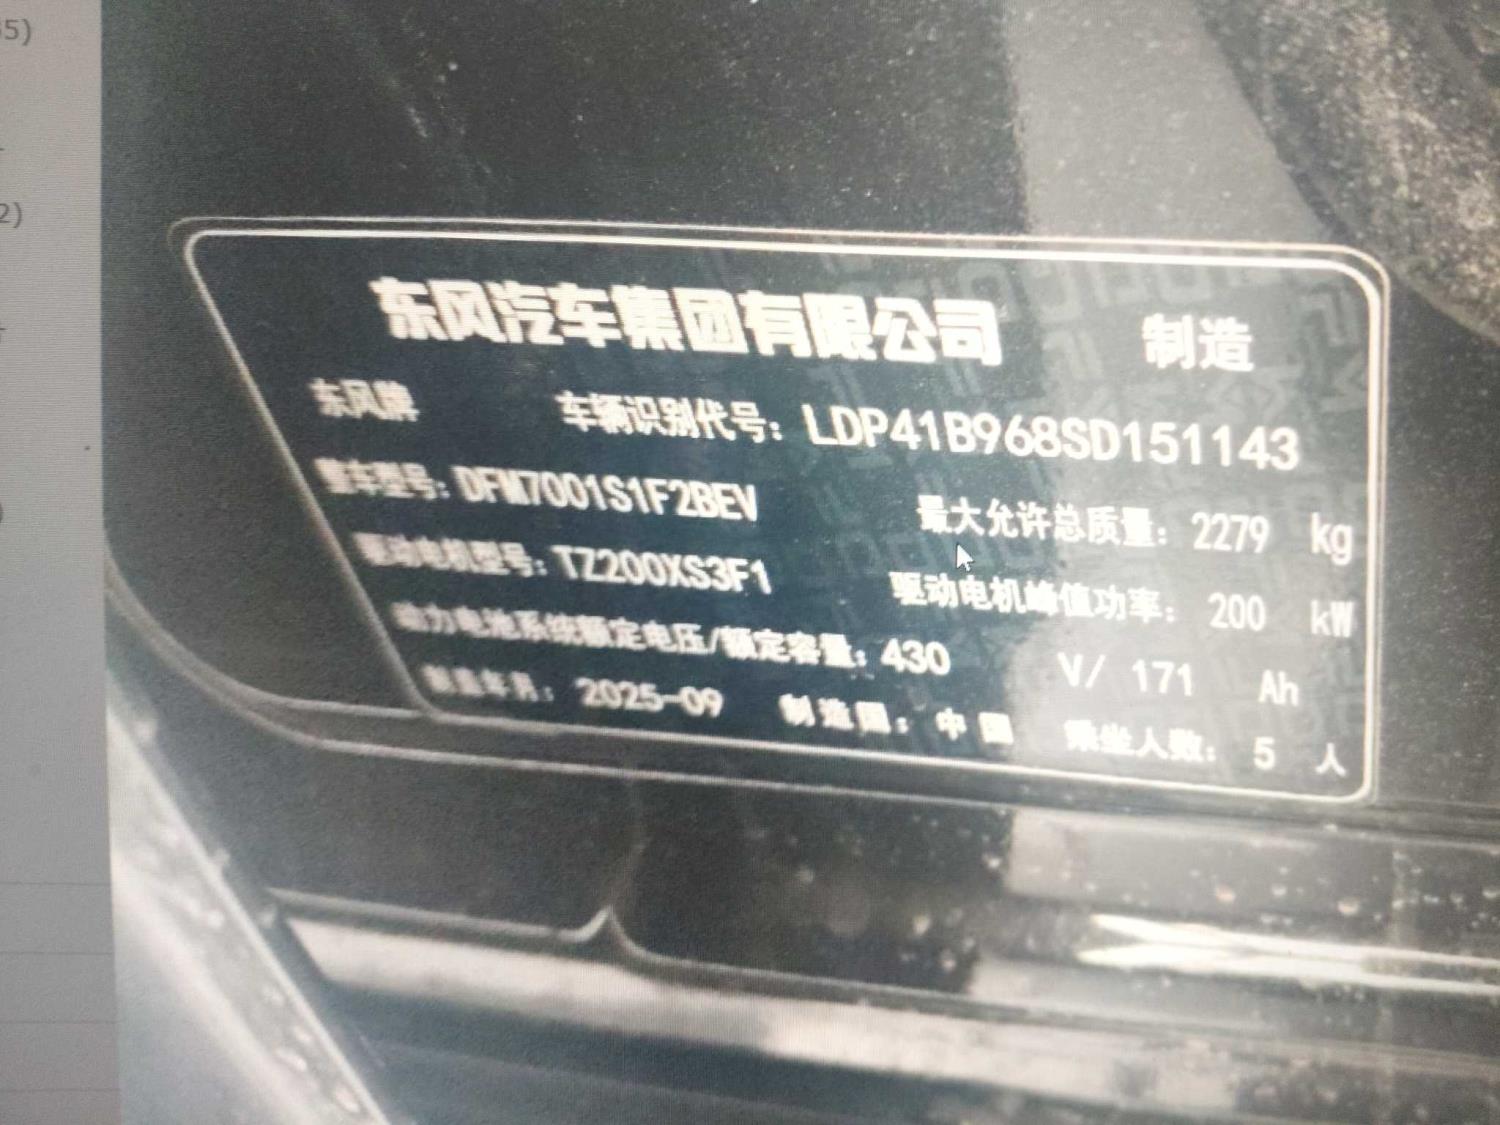 35)
2)
东风汽车集团有限公司 制造
东风牌 车辆识别代号: LDP41B968SD151143
整车型号: DFM7001S1F2BEV 最大允许总质量: 2279 kg
驱动电机型号: TZ200XS3F1 驱动电机峰值功率: 200 kW
动力电池系统额定电压/额定容量: 430 V/ 171 Ah
制造年月: 2025-09 制造国: 中国 乘坐人数: 5 人